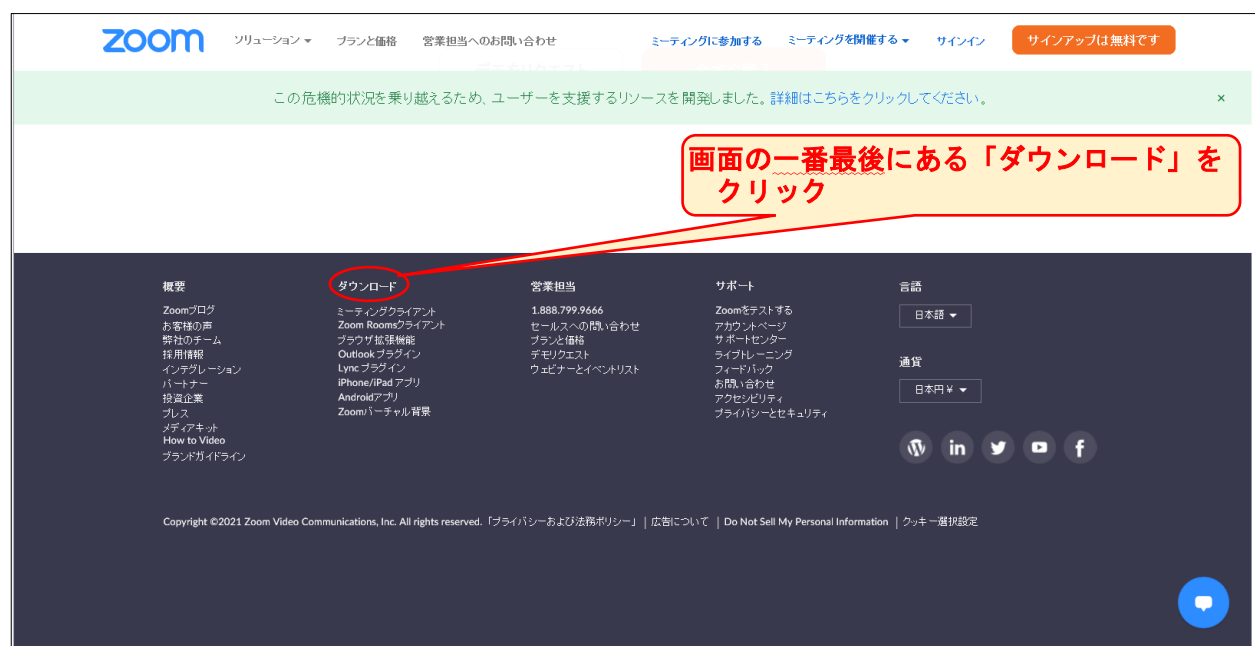 zoom ソリューション プランと価格 営業担当へのお問い合わせ ミーティングに参加する ミーティングを開催する サインイン サインアップは無料です
この危機的状況を乗り越えるため、ユーザーを支援するリソースを開発しました。詳細はこちらをクリックしてください。 ×
画面の一番最後にある「ダウンロード」を
クリック
概要
Zoomブログ
お客様の声
弊社のチーム
採用情報
インテグレーション
パートナー
投資企業
プレス
メディアキット
How to Video
ブランドガイドライン
ダウンロード
ミーティングクライアント
Zoom Roomsクライアント
ブラウザ拡張機能
Outlook プラグイン
Lync プラグイン
iPhone/iPad アプリ
Androidアプリ
Zoomバーチャル背景
営業担当
1.888.799.9666
セールスへの問い合わせ
プランと価格
デモリクエスト
ウェビナーとイベントリスト
サポート
Zoomをテストする
アカウントページ
サポートセンター
ライブトレーニング
フィードバック
お問い合わせ
アクセシビリティ
プライバシーとセキュリティ
言語
日本語
通貨
日本円 ¥
in f
Copyright ©2021 Zoom Video Communications, Inc. All rights reserved. 「プライバシーおよび法務ポリシー」 | 広告について | Do Not Sell My Personal Information | クッキー選択設定